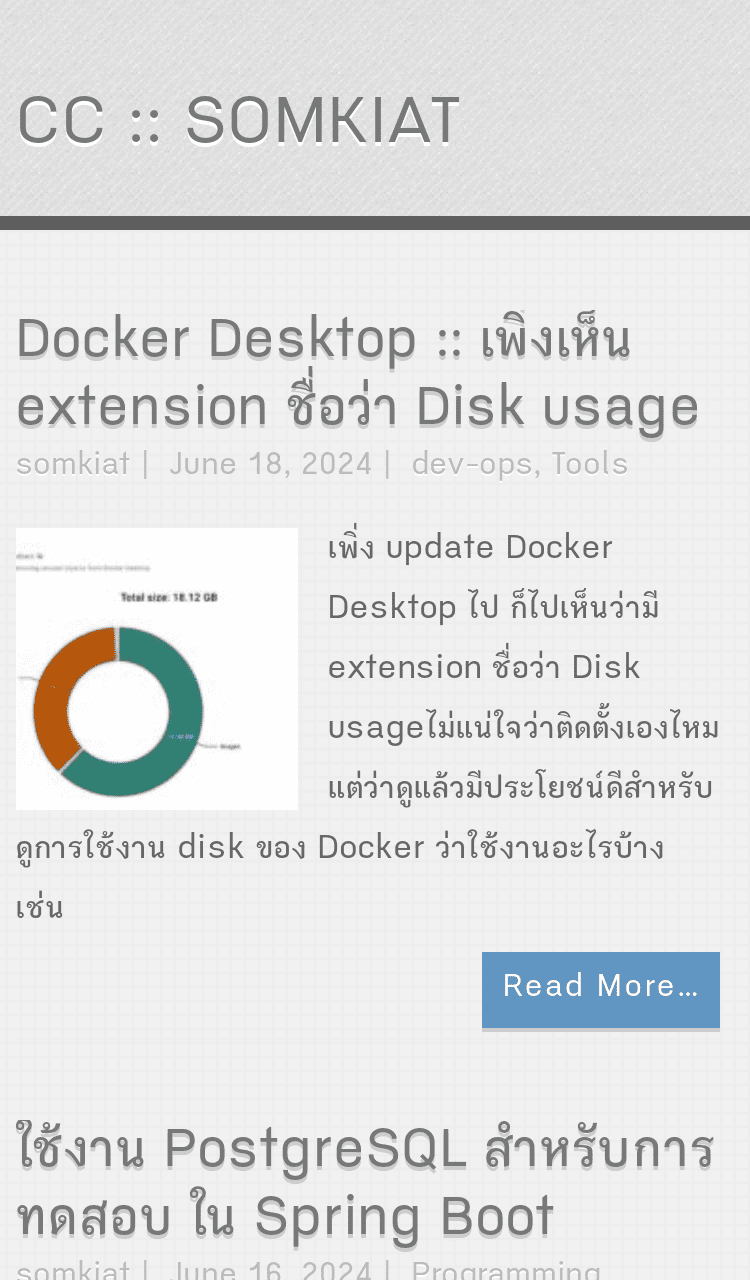 CC :: SOMKIAT
Docker Desktop :: เพิ่งเห็น
extension ชื่อว่า Disk usage
somkiat | June 18, 2024 | dev-ops, Tools
Total size: 18.12 GB
เพิ่ง update Docker
Desktop ไป ก็ไปเห็นว่ามี
extension ชื่อว่า Disk
usageไม่แน่ใจว่าติดตั้งเองไหม
แต่ว่าดูแล้วมีประโยชน์ดีสำหรับ
ดูการใช้งาน disk ของ Docker ว่าใช้งานอะไรบ้าง
เช่น
Read More…
ใช้งาน PostgreSQL สำหรับการ
ทดสอบ ใน Spring Boot
somkiat | June 16, 2024 | Programming